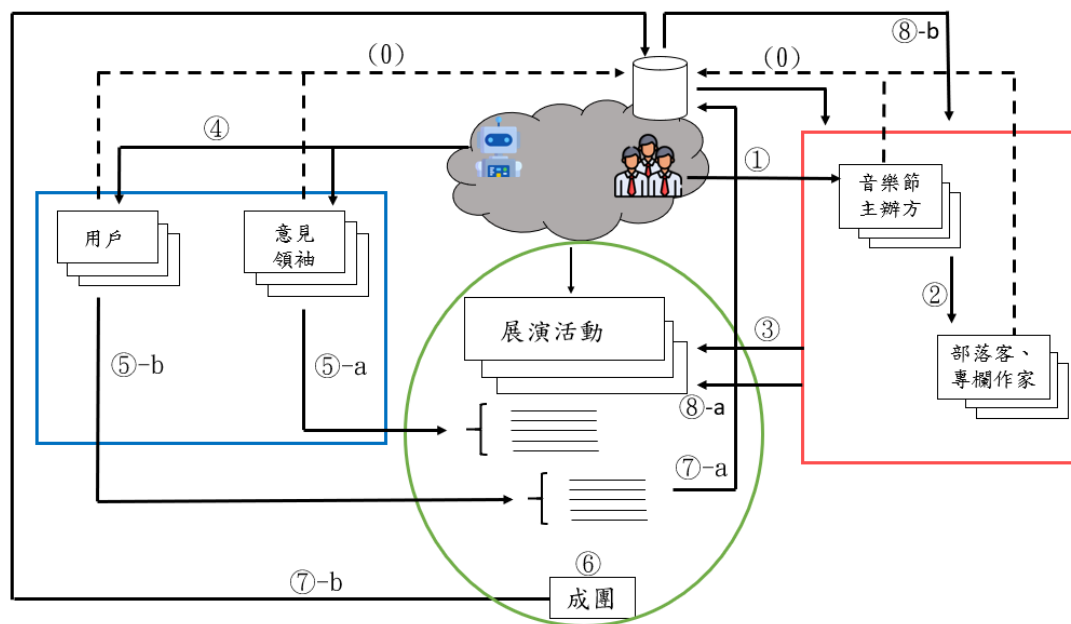 ⑧-b
(0)
(0)
④
①
用戶
意見
領袖
音樂節
主辦方
②
展演活動
③
部落客、
專欄作家
⑤-b
⑤-a
⑧-a
⑦-a
⑥
⑦-b
成團